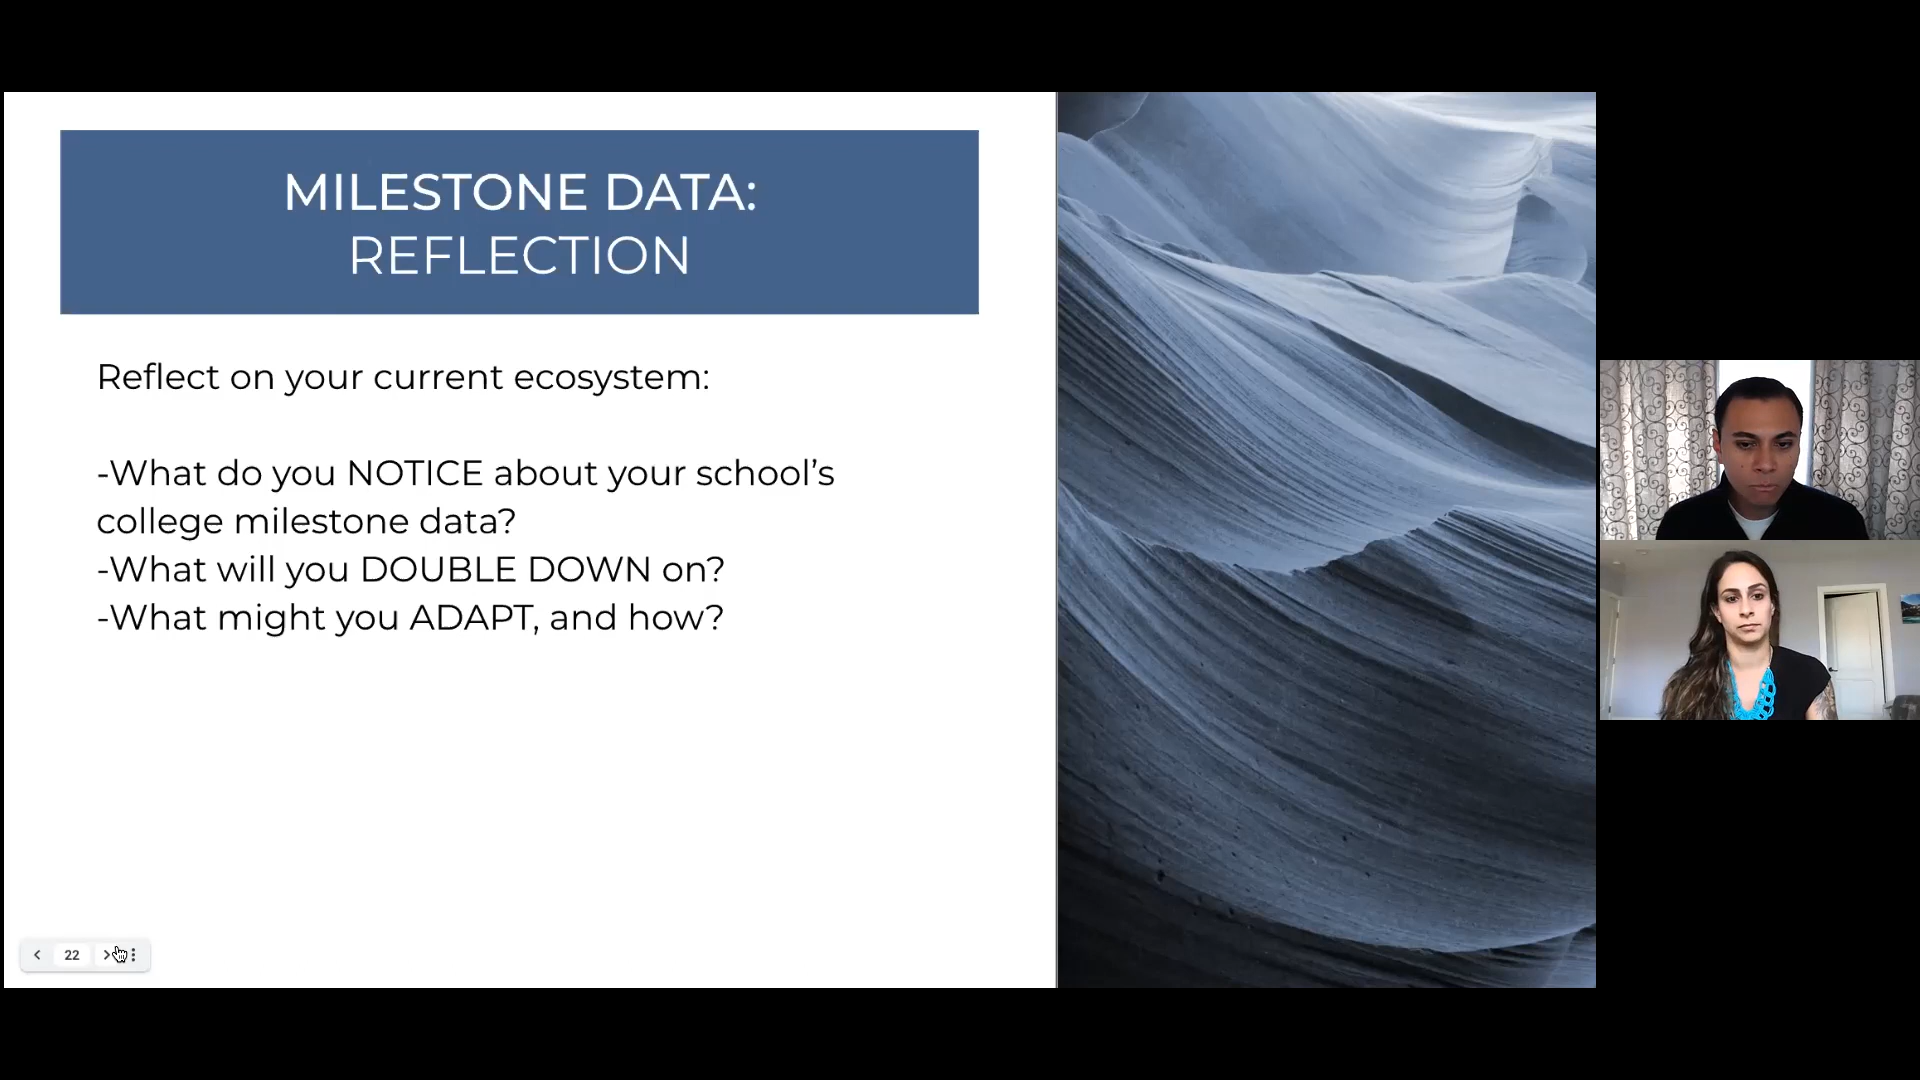 MILESTONE DATA:
REFLECTION
Reflect on your current ecosystem:
-What do you NOTICE about your school’s
college milestone data?
-What will you DOUBLE DOWN on?
-What might you ADAPT, and how?
22